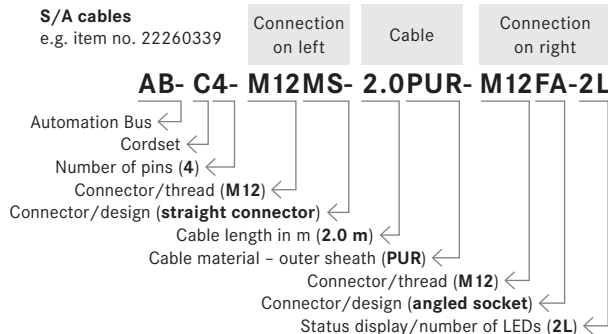 S/A cables
e.g. item no. 22260339
Connection
on left
Cable
Connection
on right
AB- C4- M12MS- 2.0PUR- M12FA-2L
Automation Bus
Cordset
Number of pins (4)
Connector/thread (M12)
Connector/design (straight connector)
Cable length in m (2.0 m)
Cable material – outer sheath (PUR)
Connector/thread (M12)
Connector/design (angled socket)
Status display/number of LEDs (2L)